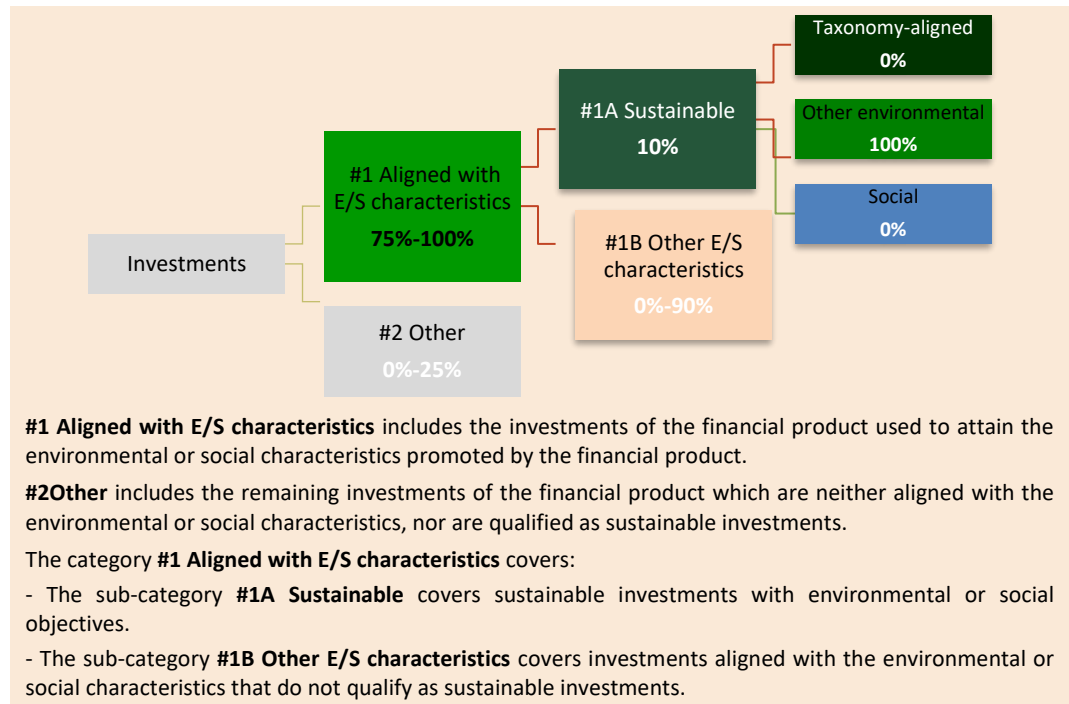 Taxonomy-aligned
0%
#1A Sustainable
10%
Other environmental
100%
#1 Aligned with
E/S characteristics
75%-100%
Social
0%
Investments
#1B Other E/S
characteristics
0%-90%
#2 Other
0%-25%
#1 Aligned with E/S characteristics includes the investments of the financial product used to attain the
environmental or social characteristics promoted by the financial product.
#2Other includes the remaining investments of the financial product which are neither aligned with the
environmental or social characteristics, nor are qualified as sustainable investments.
The category #1 Aligned with E/S characteristics covers:
- The sub-category #1A Sustainable covers sustainable investments with environmental or social
objectives.
- The sub-category #1B Other E/S characteristics covers investments aligned with the environmental or
social characteristics that do not qualify as sustainable investments.